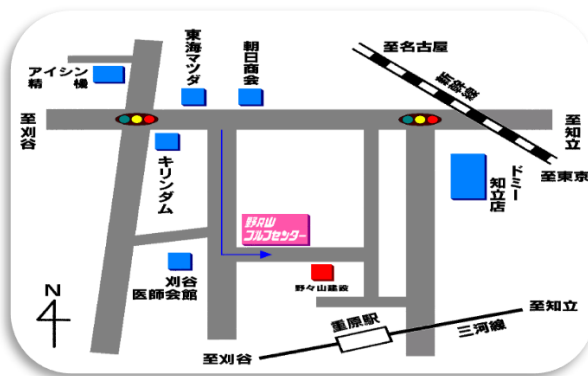 至名古屋
新幹線
東海マツダ
朝日商会
アイシン
精機
至刈谷
至知立
キリンダム
ドミー
知立店
至東京
野々山
ゴルフセンター
刈谷
医師会館
野々山建設
N
重原駅
至知立
三河線
至刈谷